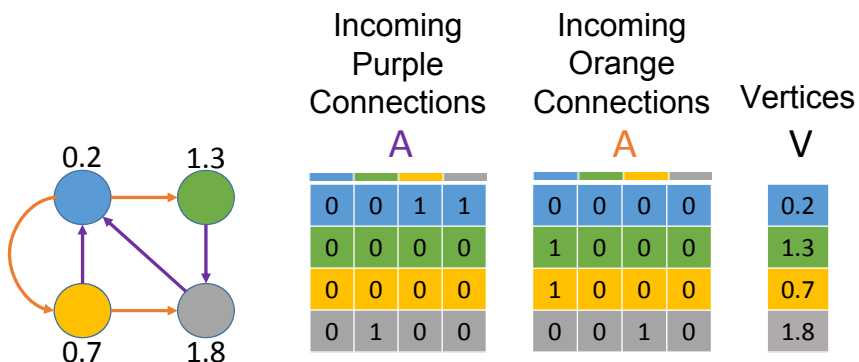 Incoming Purple Connections
A
Incoming Orange Connections
A
Vertices
V
0.2 1.3
0.7 1.8
0 0 1 1
0 0 0 0
0 0 0 0
0 1 0 0
0 0 0 0
1 0 0 0
1 0 0 0
0 0 1 0
0.2
1.3
0.7
1.8